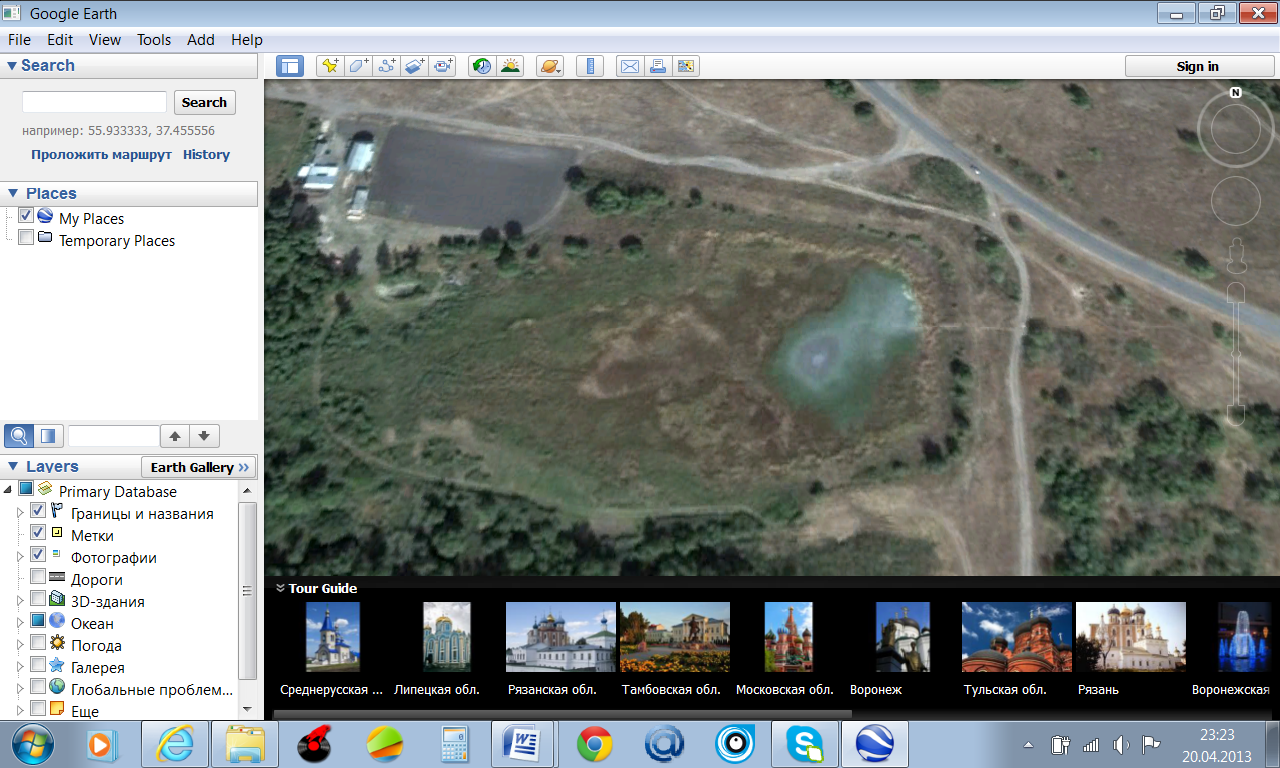 Google Earth
File Edit View Tools Add Help
Search
Sign in
N
Search
например: 55.933333, 37.455556
Проложить маршрут History
Places
My Places
Temporary Places
Layers
Earth Gallery »
Primary Database
Границы и названия
Метки
Фотографии
Дороги
3D-здания
Океан
Погода
Галерея
Глобальные проблем...
Еще
Tour Guide
Среднерусская ... Липецкая обл. Рязанская обл. Тамбовская обл. Московская обл. Воронеж Тульская обл. Рязань Воронежская
23:23
20.04.2013